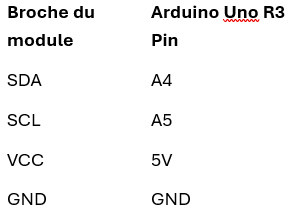 Broche du module	Arduino Uno R3 Pin
SDA	A4
SCL	A5
VCC	5V
GND	GND